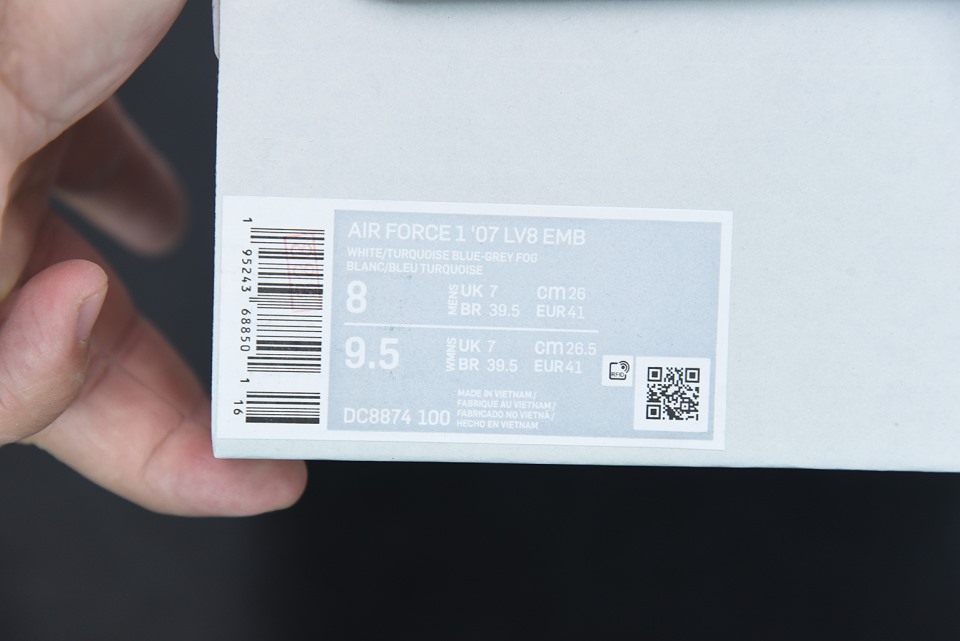 AIR FORCE 1 '07 LV8 EMB
WHITE/TURQUOISE BLUE-GREY FOG
BLANC/BLEU TURQUOISE
8 MENS UK 7 cm 26
BR 39.5 EUR 41
9.5 WMNS UK 7 cm 26.5
BR 39.5 EUR 41
DC8874 100
MADE IN VIETNAM /
FABRIQUE AU VIETNAM /
FABRICADO NO VIETNÃ /
HECHO EN VIETNAM
RFID
1 95243 68850 1 16